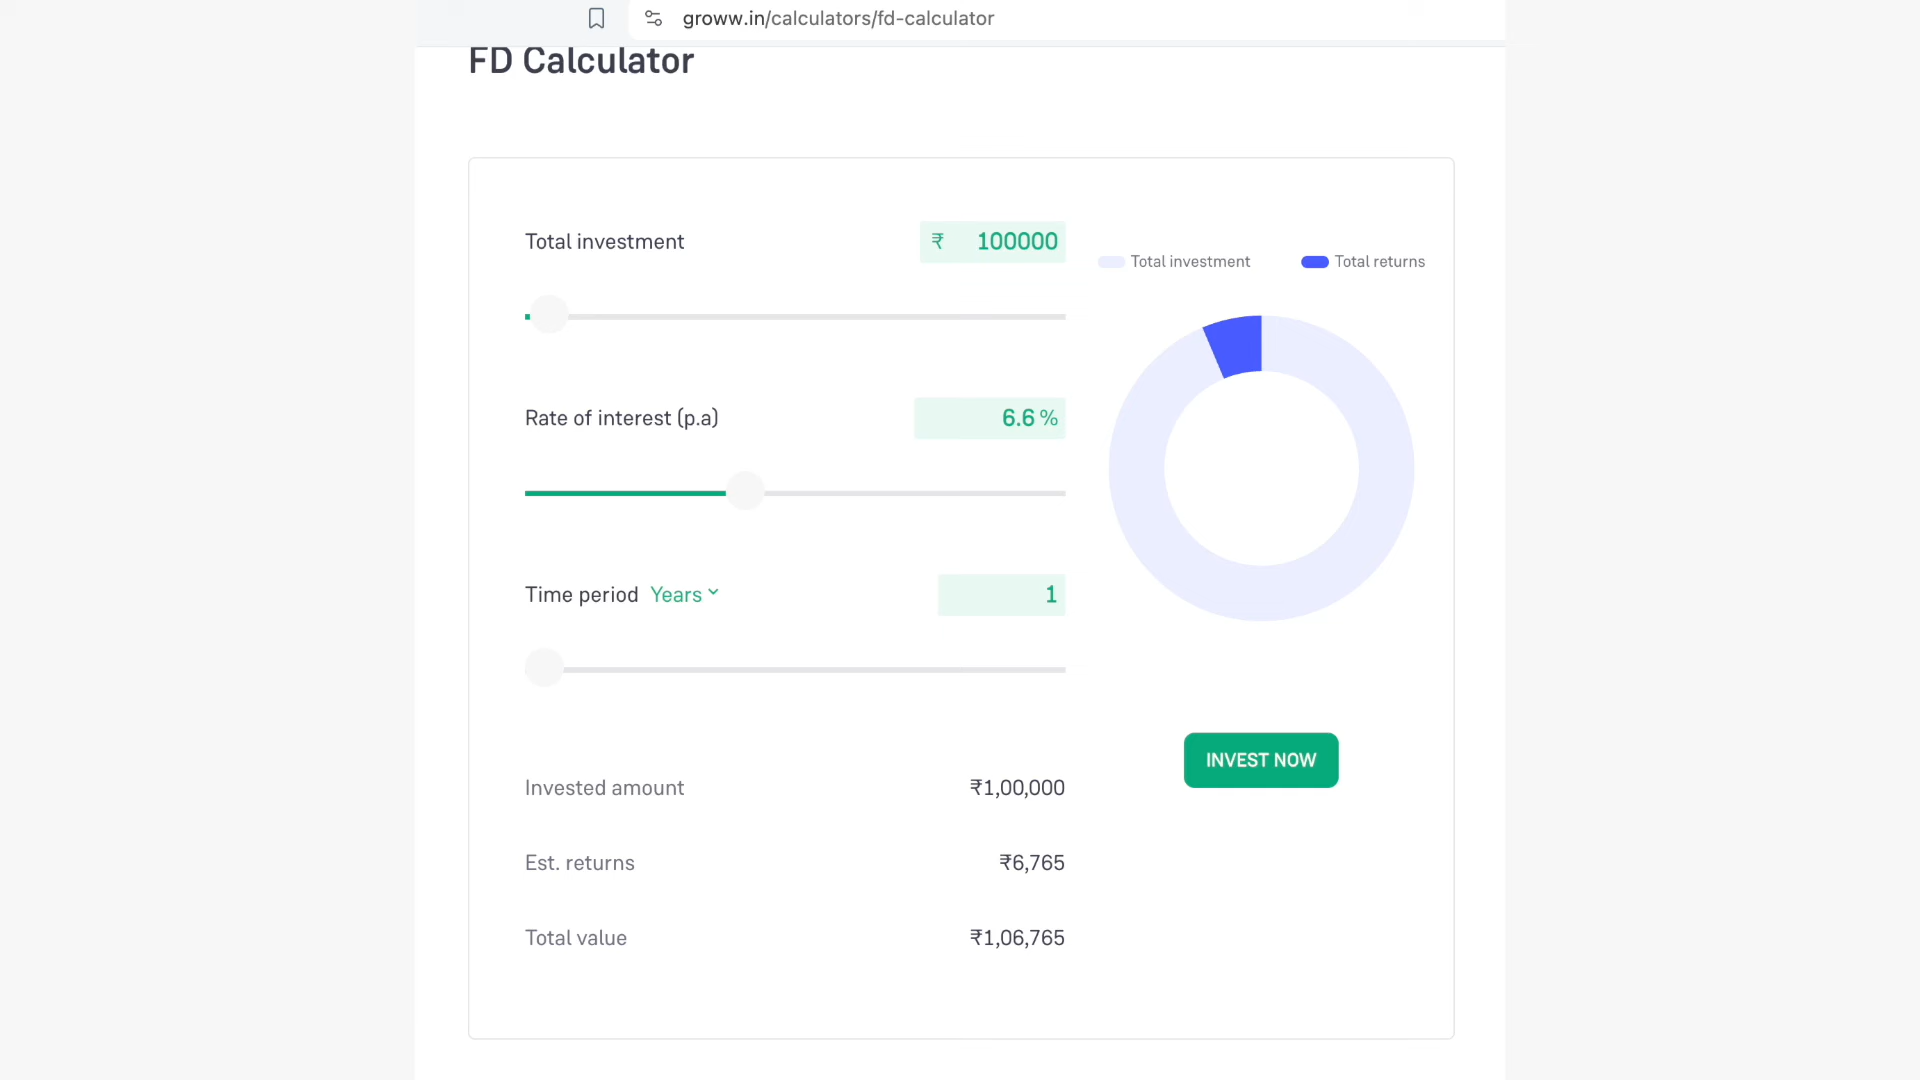 groww.in/calculators/fd-calculator
FD Calculator
Total investment
₹ 100000
Total investment
Total returns
Rate of interest (p.a)
6.6 %
Time period Years
1
INVEST NOW
Invested amount
₹1,00,000
Est. returns
₹6,765
Total value
₹1,06,765